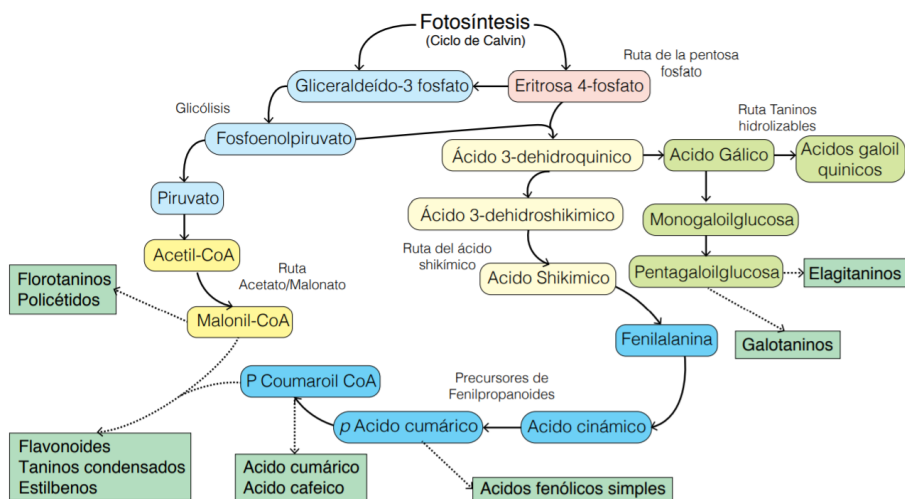 Fotosíntesis
(Ciclo de Calvin)
Ruta de la pentosa
fosfato
Gliceraldeído-3 fosfato
Eritrosa 4-fosfato
Glicólisis
Ruta Taninos
hidrolizables
Fosfoenolpiruvato
Ácido 3-dehidroquinico
Acido Gálico
Acidos galoil
quinicos
Piruvato
Ácido 3-dehidroshikimico
Monogaloilglucosa
Acetil-CoA
Ruta
Acetato/Malonato
Ruta del ácido
shikímico
Acido Shikimico
Pentagaloilglucosa
Elagitaninos
Florotaninos
Policétidos
Malonil-CoA
Fenilalanina
Galotaninos
P Coumaroil CoA
Precursores de
Fenilpropanoides
p Acido cumárico
Acido cinámico
Flavonoides
Taninos condensados
Estilbenos
Acido cumárico
Acido cafeico
Acidos fenólicos simples